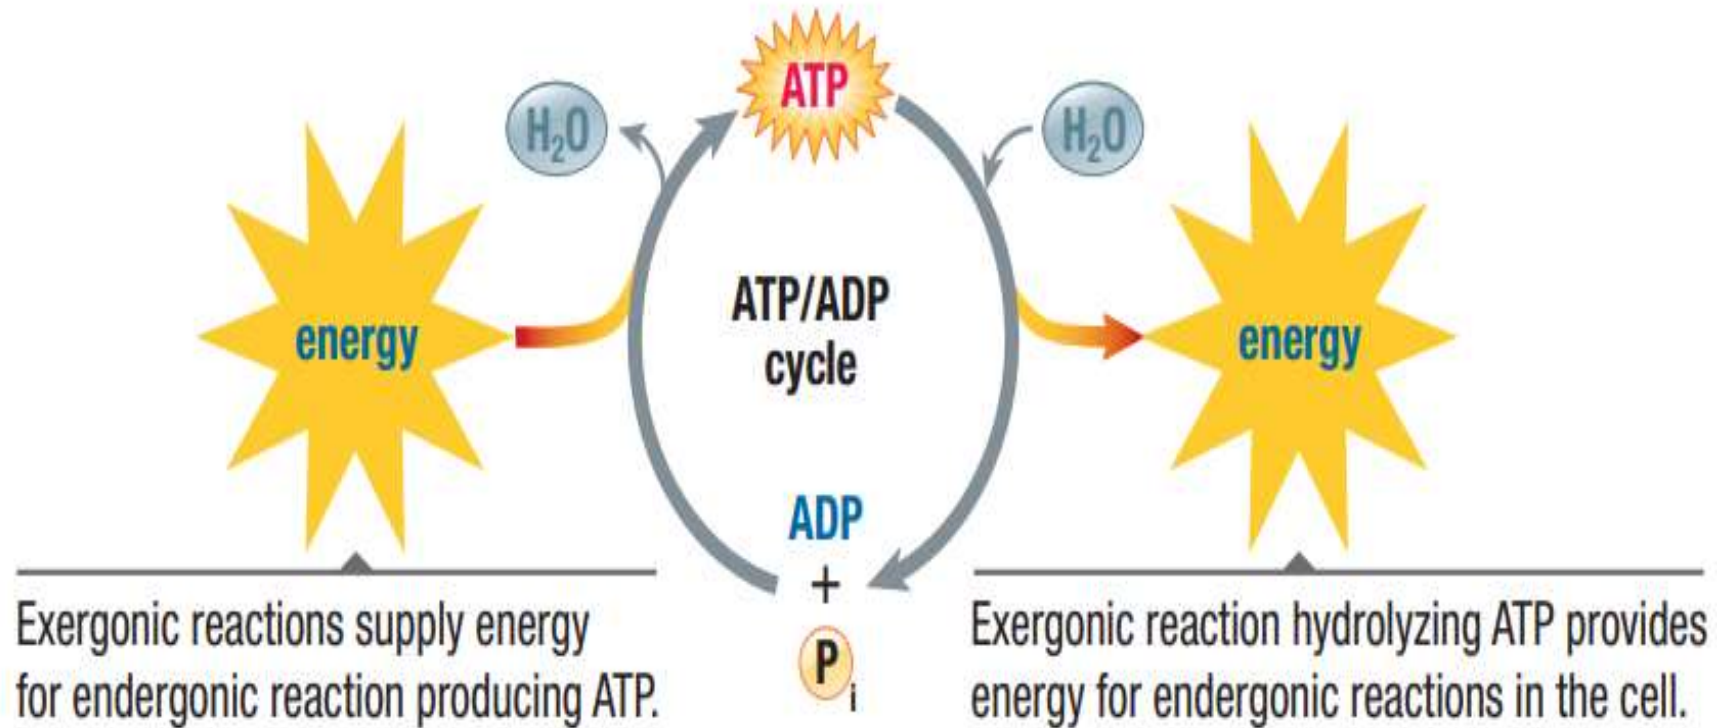 ATP
H₂O
H₂O
energy
ATP/ADP
cycle
energy
ADP
+
Pi
Exergonic reactions supply energy
for endergonic reaction producing ATP.
Exergonic reaction hydrolyzing ATP provides
energy for endergonic reactions in the cell.